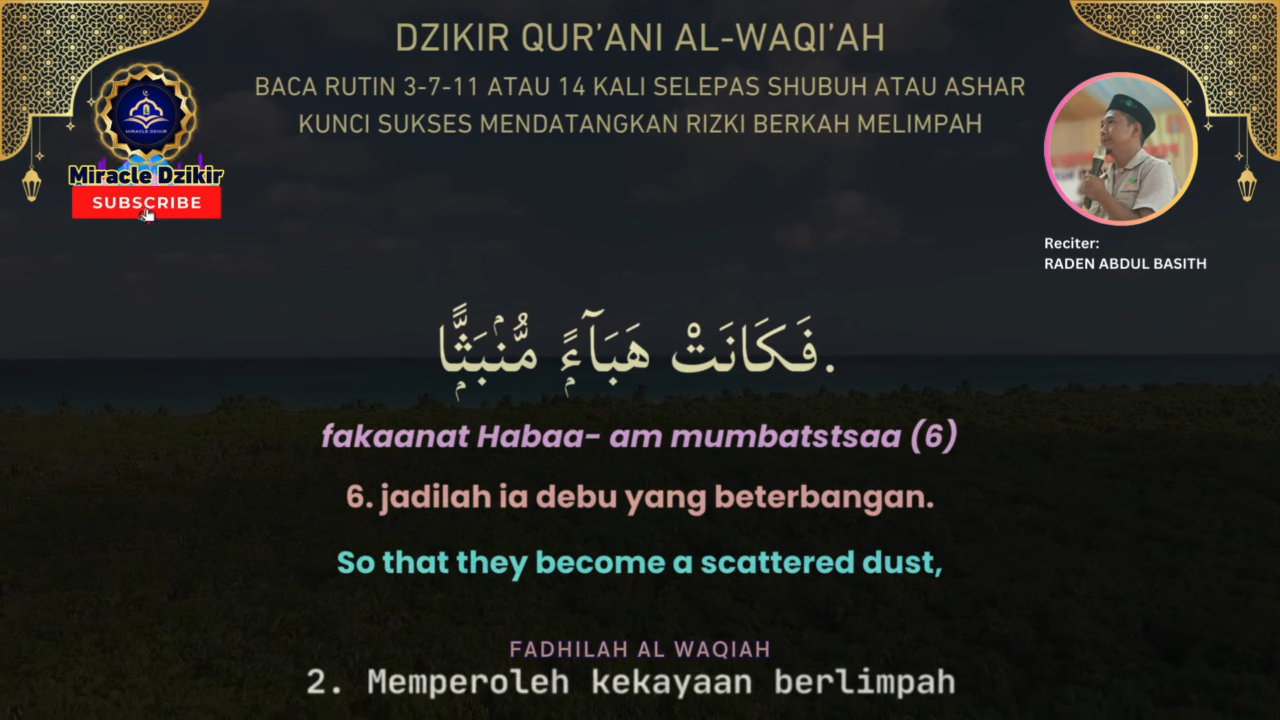 DZIKIR QUR’ANI AL-WAQI’AH
BACA RUTIN 3-7-11 ATAU 14 KALI SELEPAS SHUBUH ATAU ASHAR
KUNCI SUKSES MENDATANGKAN RIZKI BERKAH MELIMPAH
MIRACLE DZIKIR
Miracle Dzikir
SUBSCRIBE
Reciter:
RADEN ABDUL BASITH
فَكَانَتْ هَبَآءًۭ مُّنۢبَثًّۭا.
fakaanat Habaa- am mumbatstsaa (6)
6. jadilah ia debu yang beterbangan.
So that they become a scattered dust,
FADHILAH AL WAQIAH
2. Memperoleh kekayaan berlimpah